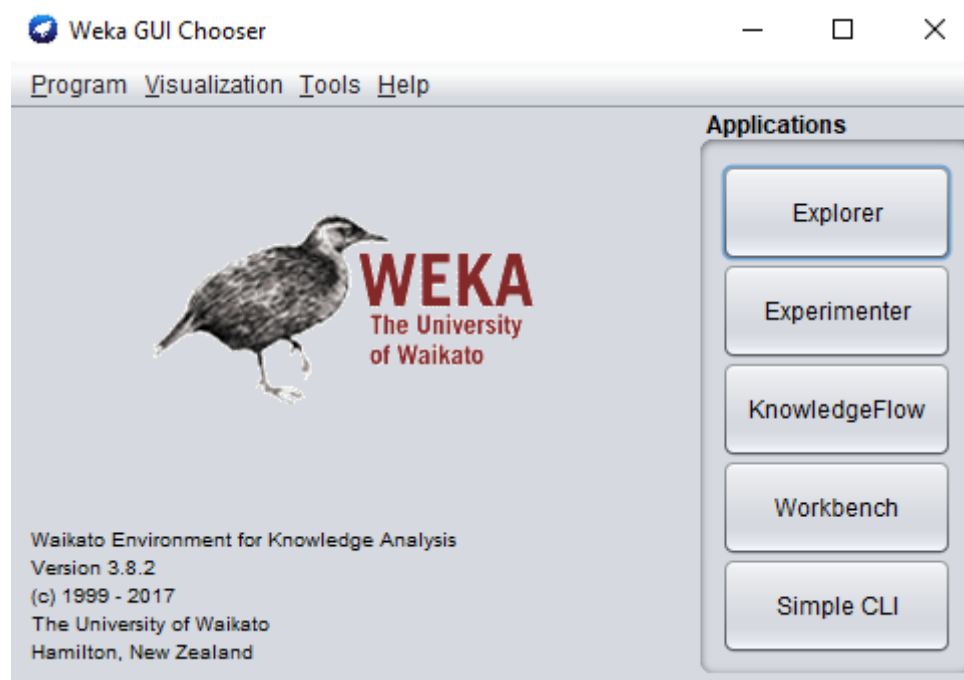 Weka GUI Chooser
Program Visualization Tools Help
Applications
Explorer
Experimenter
KnowledgeFlow
Workbench
Simple CLI
WEKA
The University
of Waikato
Waikato Environment for Knowledge Analysis
Version 3.8.2
(c) 1999 - 2017
The University of Waikato
Hamilton, New Zealand